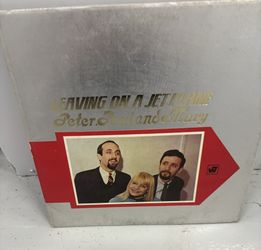 LEAVING ON A JET PLANE
Peter, Paul and Mary